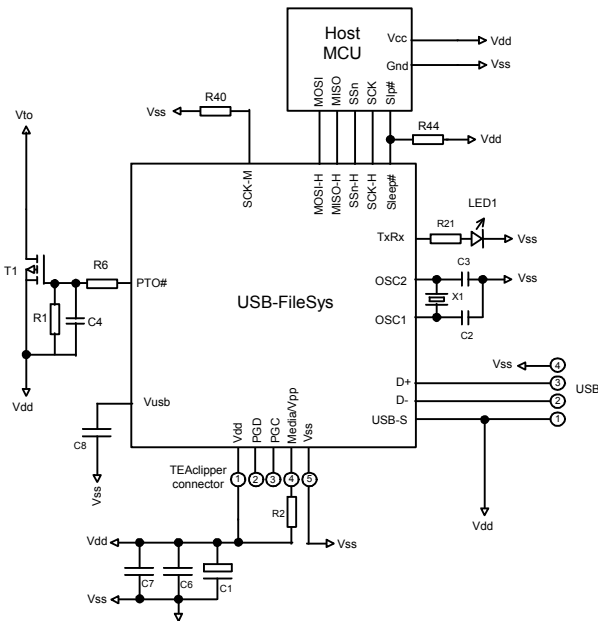 Host
MCU
Vcc
Vdd
Gnd
Vss
MOSI
MISO
SSn
SCK
Slp#
R40
Vss
R44
Vdd
Vto
SCK-M
MOSI-H
MISO-H
SSn-H
SCK-H
Sleep#
LED1
TxRx
R21
Vss
T1
R6
PTO#
USB-FileSys
OSC2
C3
Vss
X1
R1
C4
OSC1
C2
Vss
4
D+
3
USB
D-
2
Vdd
Vusb
USB-S
1
C8
Vdd
PGD
PGC
Media/Vpp
Vss
TEAclipper
connector
1
2
3
4
5
Vss
R2
Vdd
Vdd
Vss
C7
C6
C1
Vss